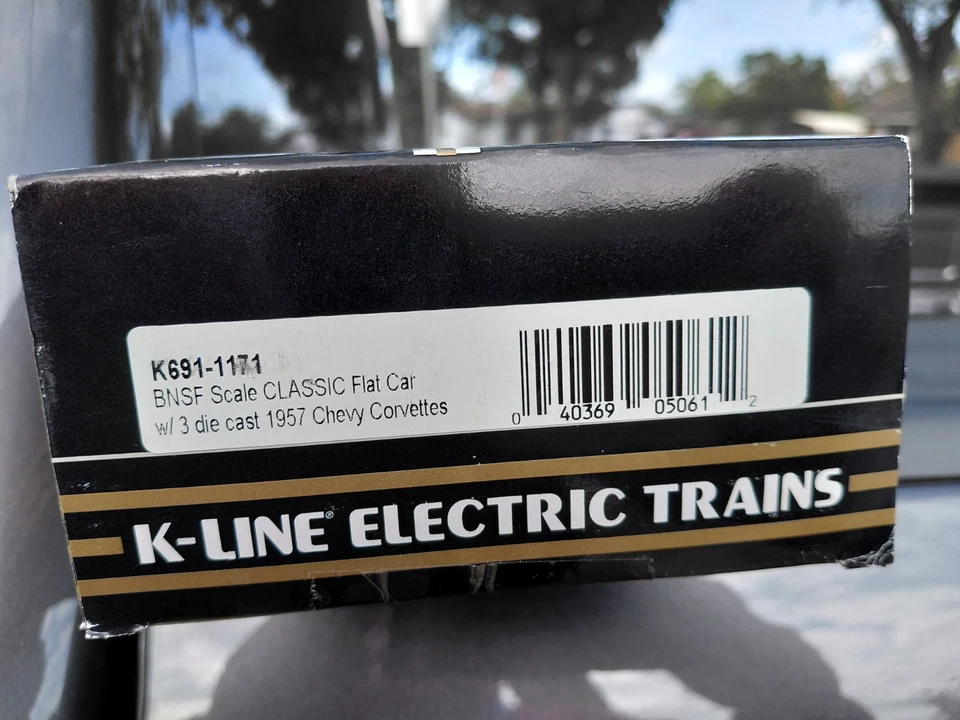 K691-1171
BNSF Scale CLASSIC Flat Car
w/ 3 die cast 1957 Chevy Corvettes
0 40369 05061 2
K-LINE® ELECTRIC TRAINS